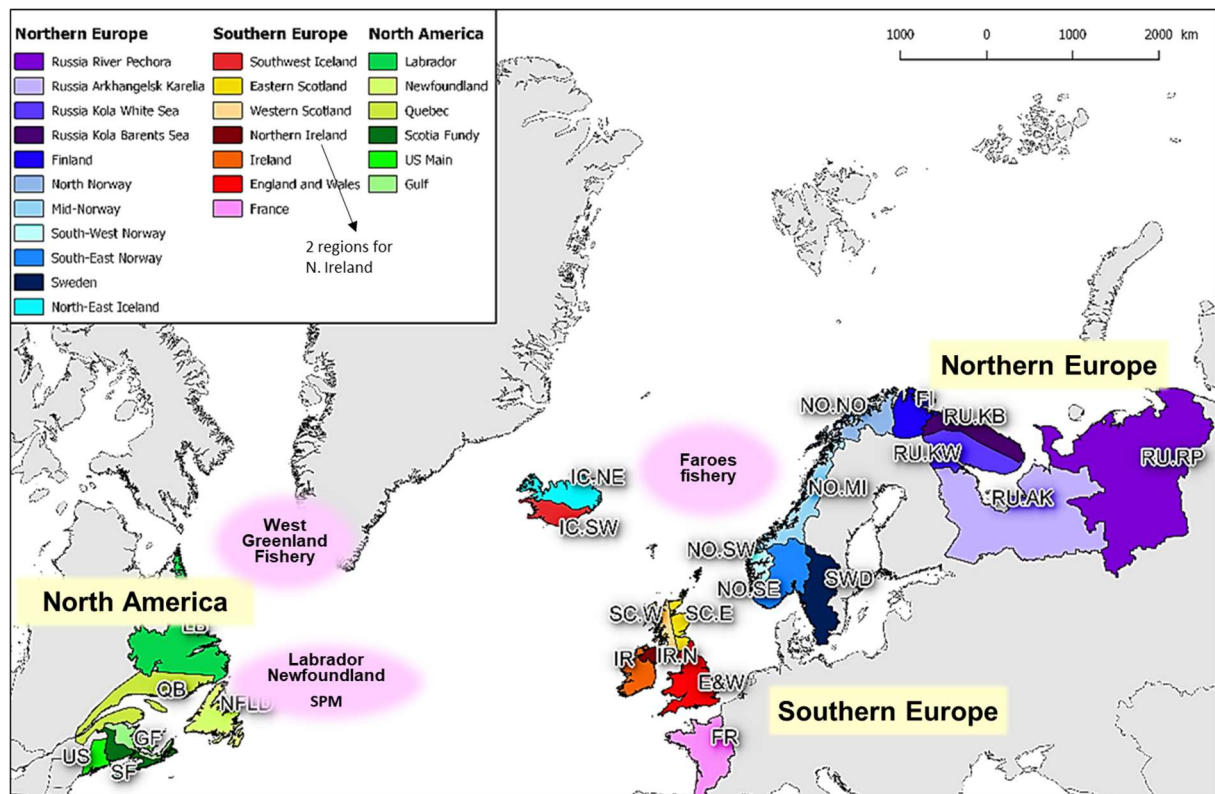 Northern Europe
Russia River Pechora
Russia Arkhangelsk Karelia
Russia Kola White Sea
Russia Kola Barents Sea
Finland
North Norway
Mid-Norway
South-West Norway
South-East Norway
Sweden
North-East Iceland
Southern Europe
Southwest Iceland
Eastern Scotland
Western Scotland
Northern Ireland
Ireland
England and Wales
France
2 regions for
N. Ireland
North America
Labrador
Newfoundland
Quebec
Scotia Fundy
US Main
Gulf
1000 0 1000 2000 km
Northern Europe
NO.NO
FI
RU.KB
RU.KW
RU.RP
RU.AK
Faroes
fishery
IC.NE
IC.SW
NO.MI
NO.SW
NO.SE
SWD
West
Greenland
Fishery
North America
LB
SC.W
SC.E
IR
IR.N
E&W
Labrador
Newfoundland
SPM
QB
NFLD
Southern Europe
FR
GF
US
SF